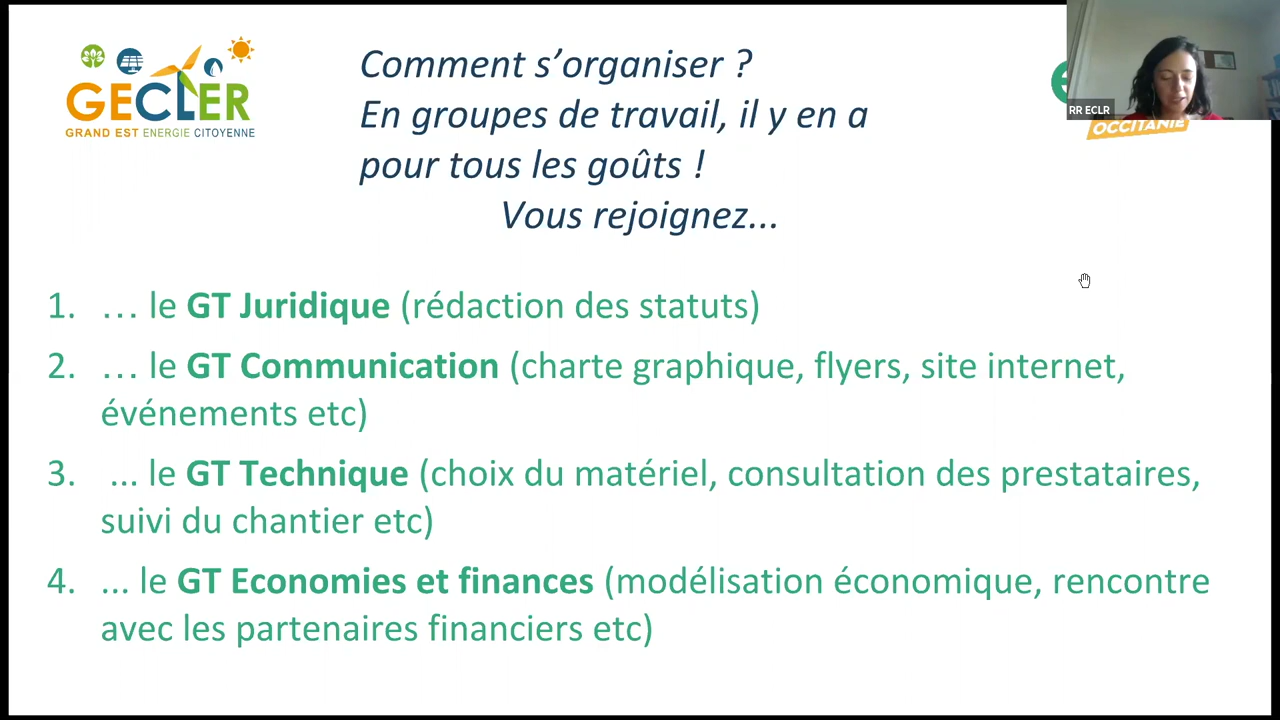 GECLER
GRAND EST ENERGIE CITOYENNE
Comment s’organiser ?
En groupes de travail, il y en a
pour tous les goûts !
Vous rejoignez...
RR ECLR
OCCITANIE
1. … le GT Juridique (rédaction des statuts)
2. … le GT Communication (charte graphique, flyers, site internet,
événements etc)
3. ... le GT Technique (choix du matériel, consultation des prestataires,
suivi du chantier etc)
4. ... le GT Economies et finances (modélisation économique, rencontre
avec les partenaires financiers etc)